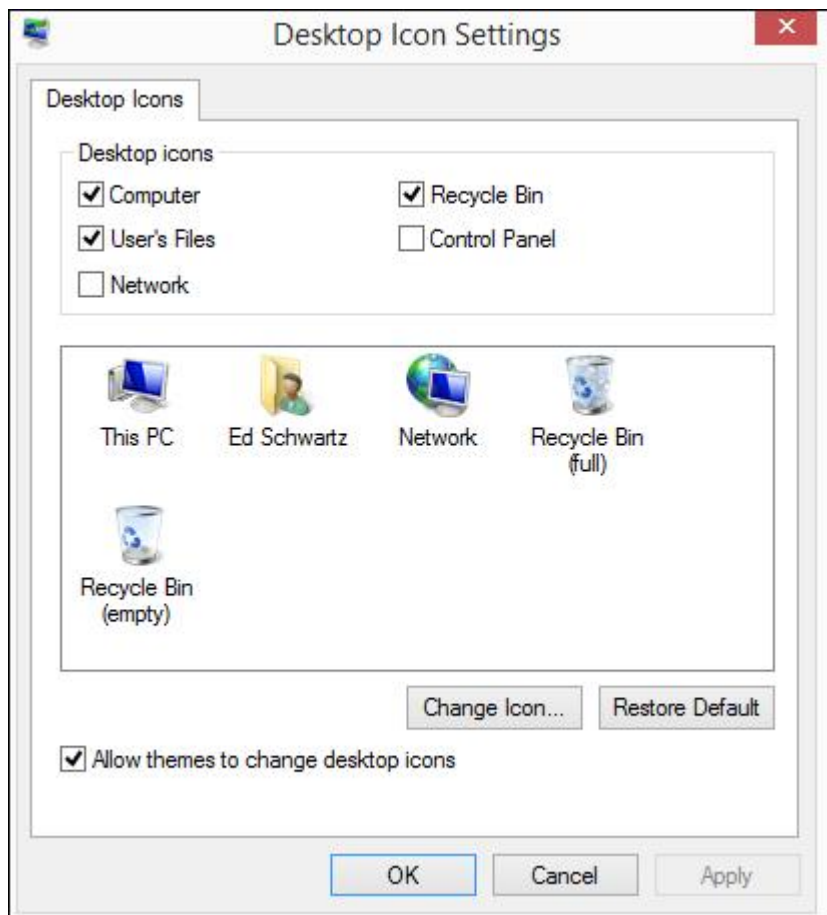 Desktop Icon Settings
Desktop Icons
Desktop icons
Computer
Recycle Bin
User's Files
Control Panel
Network
This PC
Ed Schwartz
Network
Recycle Bin
(full)
Recycle Bin
(empty)
Change Icon...
Restore Default
Allow themes to change desktop icons
OK
Cancel
Apply